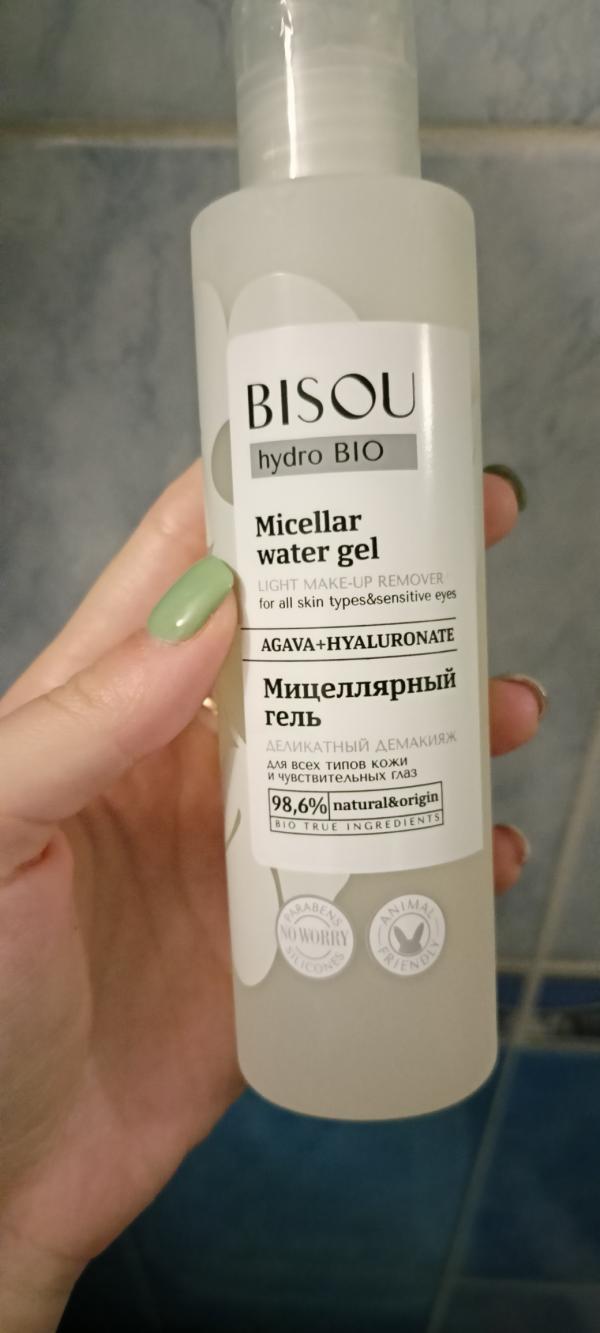 BISOU
hydro BIO
Micellar
water gel
LIGHT MAKE-UP REMOVER
for all skin types&sensitive eyes
AGAVA+HYALURONATE
Мицеллярный
гель
ДЕЛИКАТНЫЙ ДЕМАКИЯЖ
для всех типов кожи
и чувствительных глаз
98,6% natural&origin
BIO TRUE INGREDIENTS
PARABENS
NO WORRY
SILICONES
ANIMAL
FRIENDLY